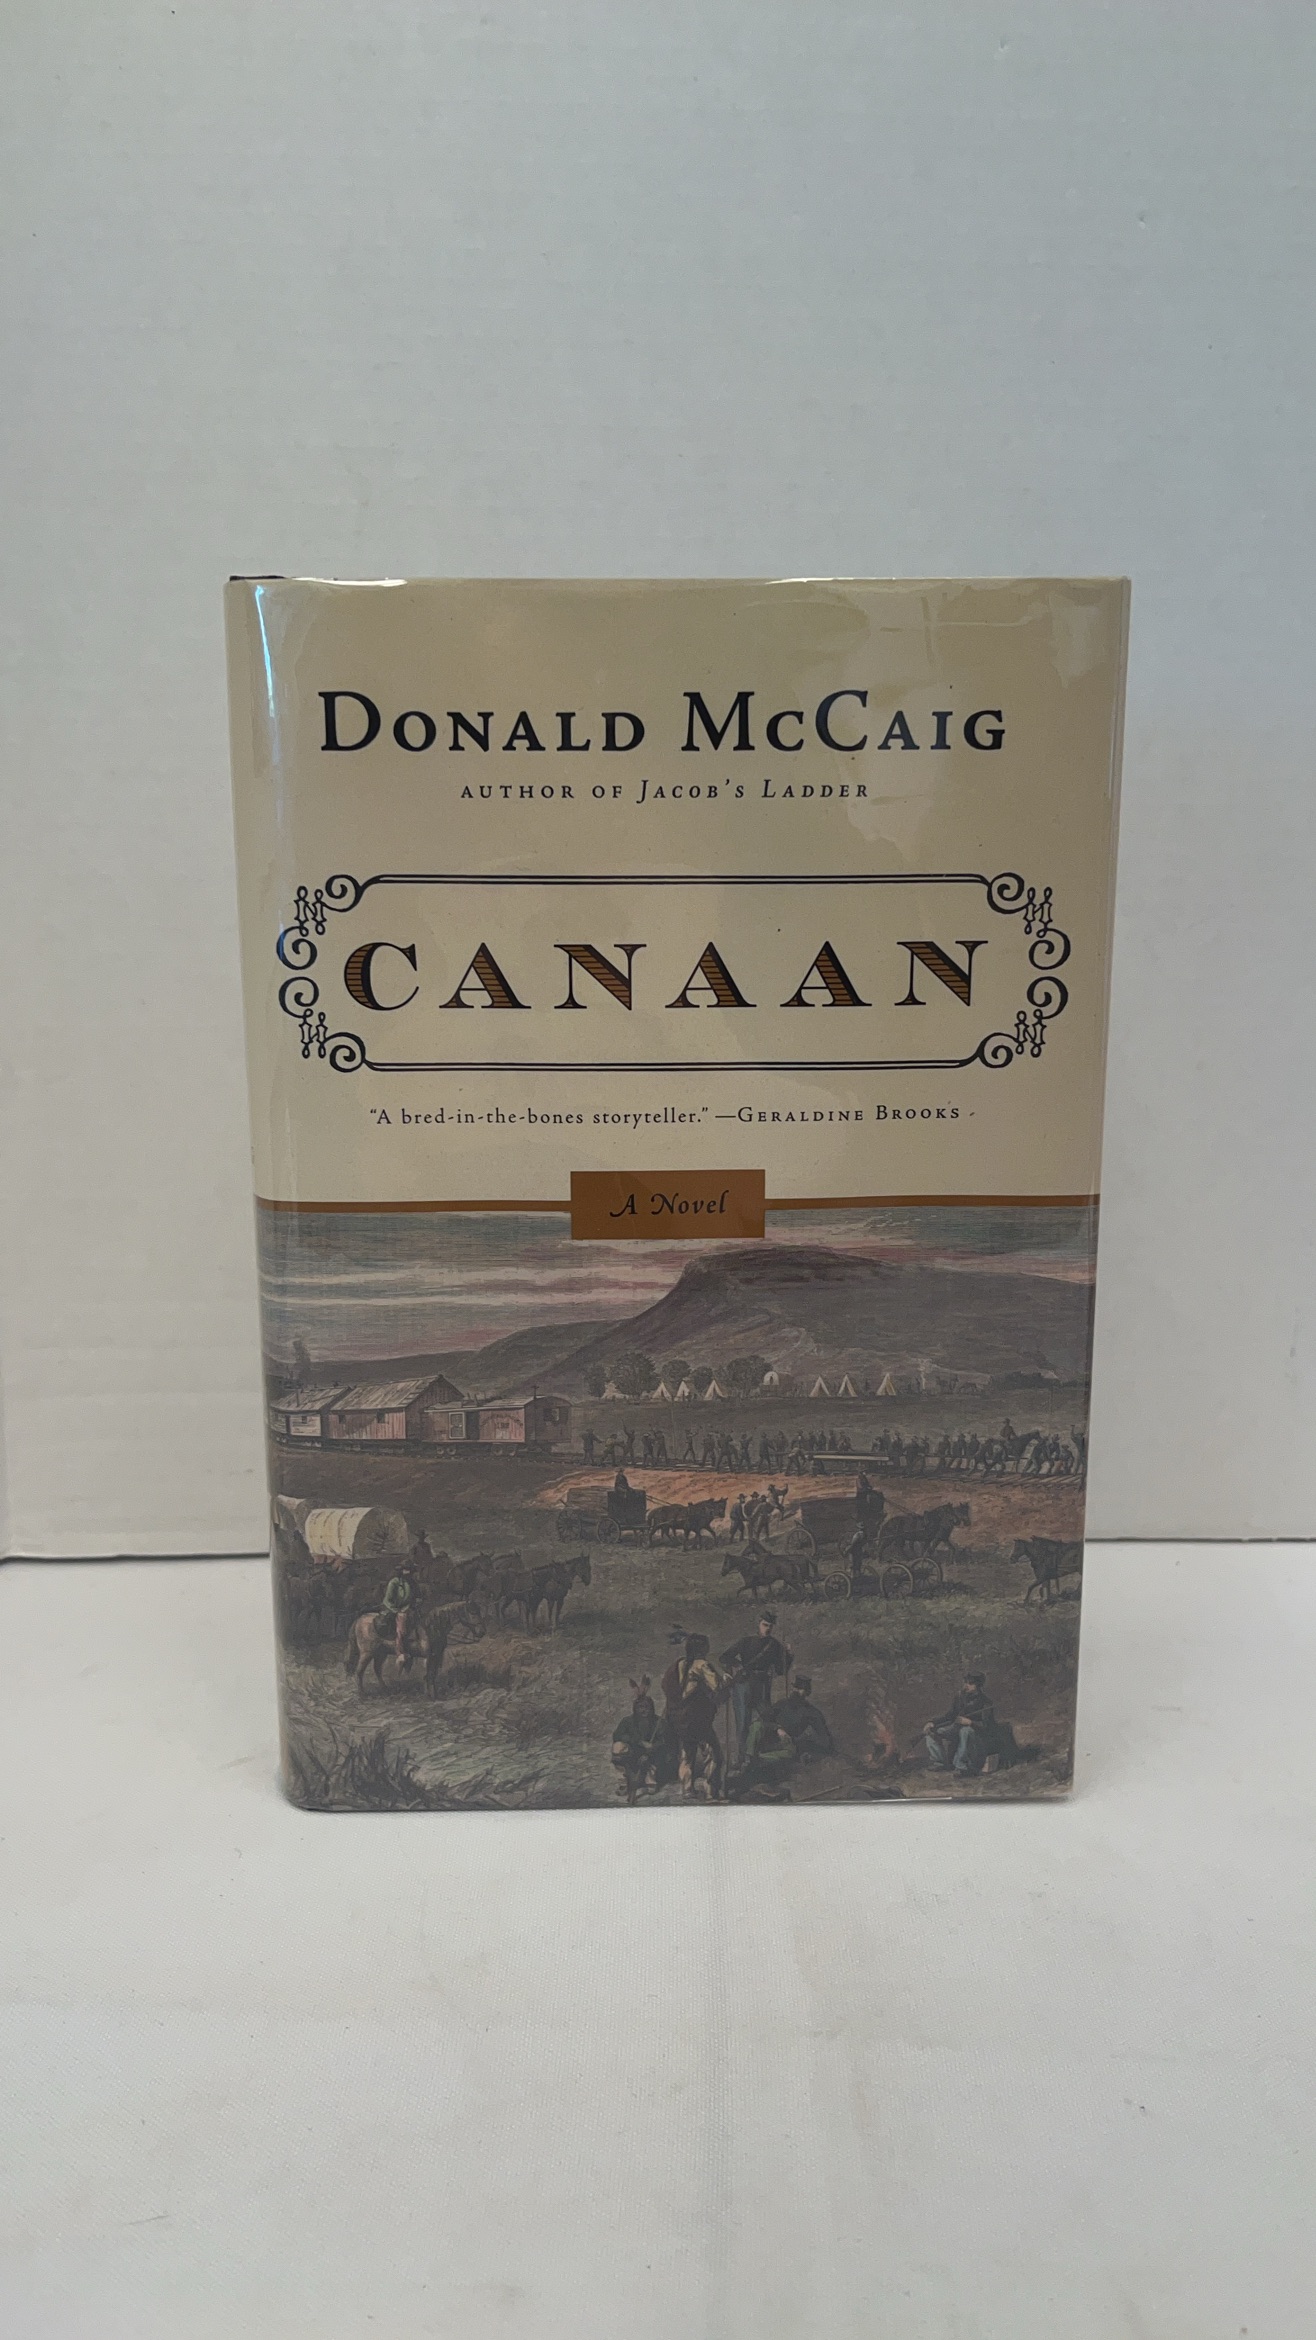 Donald McCaig
author of Jacob's Ladder
CANAAN
"A bred-in-the-bones storyteller." —Geraldine Brooks
A Novel